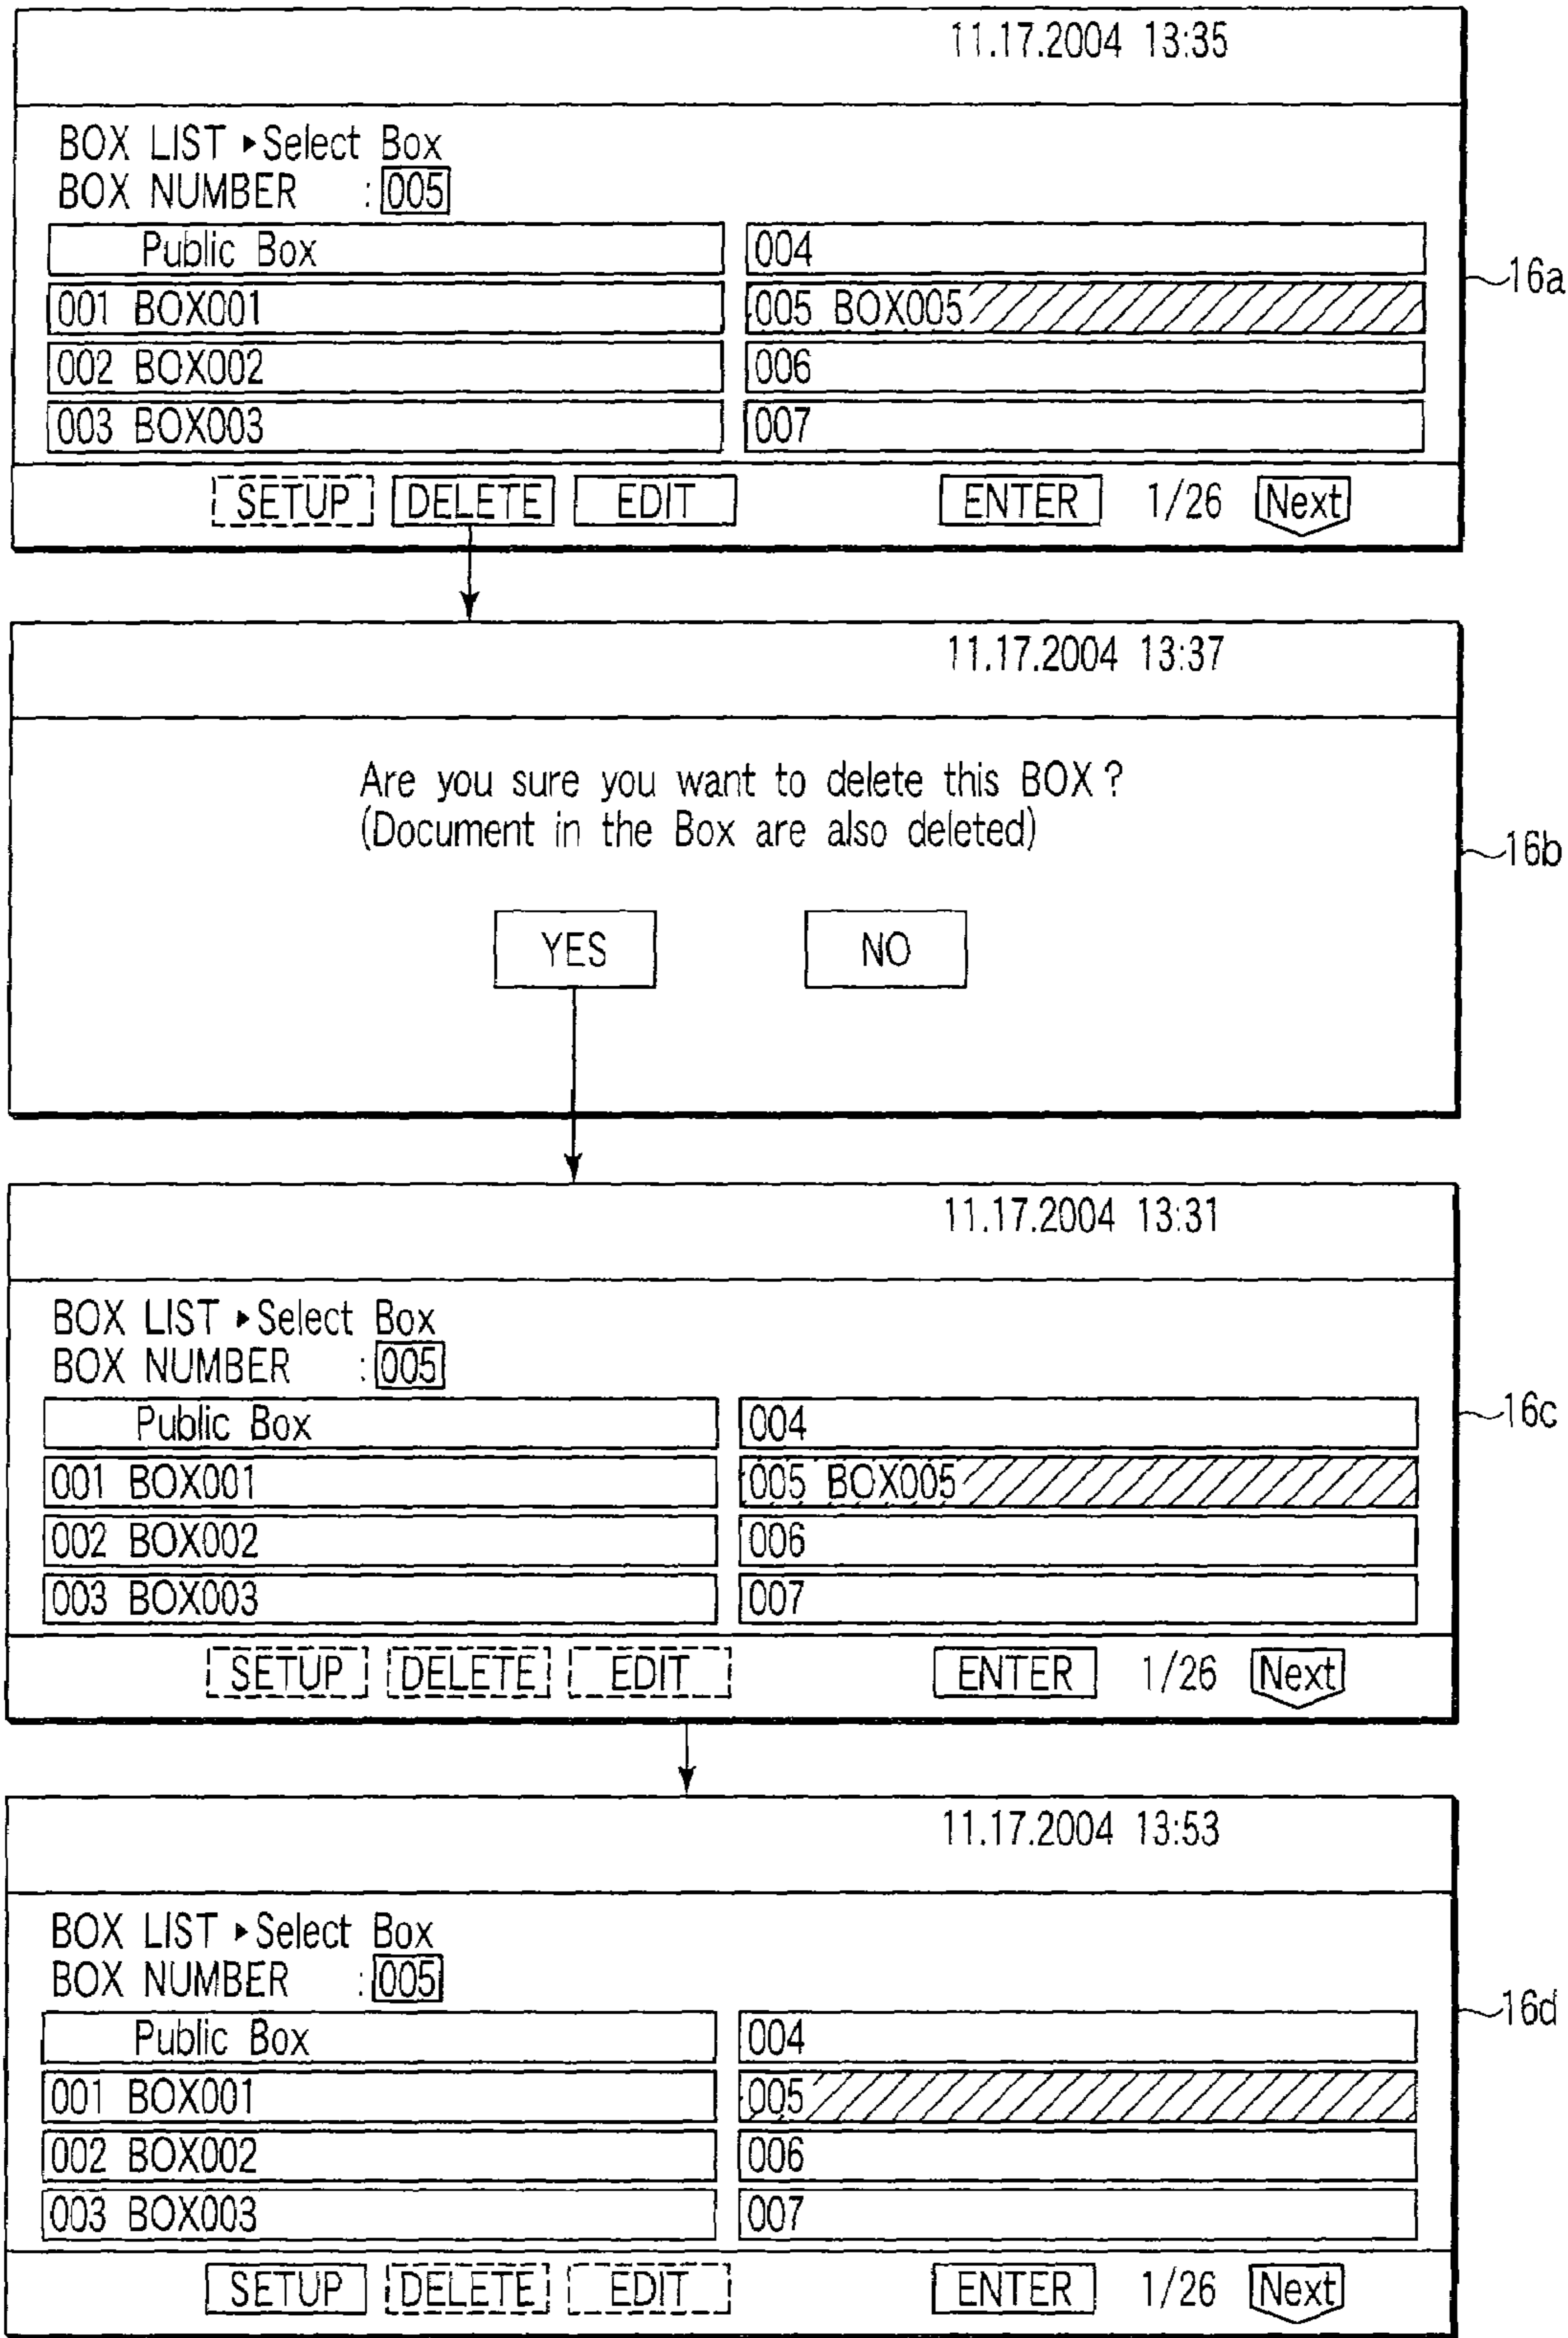 11.17.2004 13:35
BOX LIST ▸Select Box
BOX NUMBER :005
Public Box 004
001 BOX001 005 BOX005
002 BOX002 006
003 BOX003 007
SETUP DELETE EDIT ENTER 1/26 Next
16a
11.17.2004 13:37
Are you sure you want to delete this BOX?
(Document in the Box are also deleted)
YES NO
16b
11.17.2004 13:31
BOX LIST ▸Select Box
BOX NUMBER :005
Public Box 004
001 BOX001 005 BOX005
002 BOX002 006
003 BOX003 007
SETUP DELETE EDIT ENTER 1/26 Next
16c
11.17.2004 13:53
BOX LIST ▸Select Box
BOX NUMBER :005
Public Box 004
001 BOX001 005
002 BOX002 006
003 BOX003 007
SETUP DELETE EDIT ENTER 1/26 Next
16d